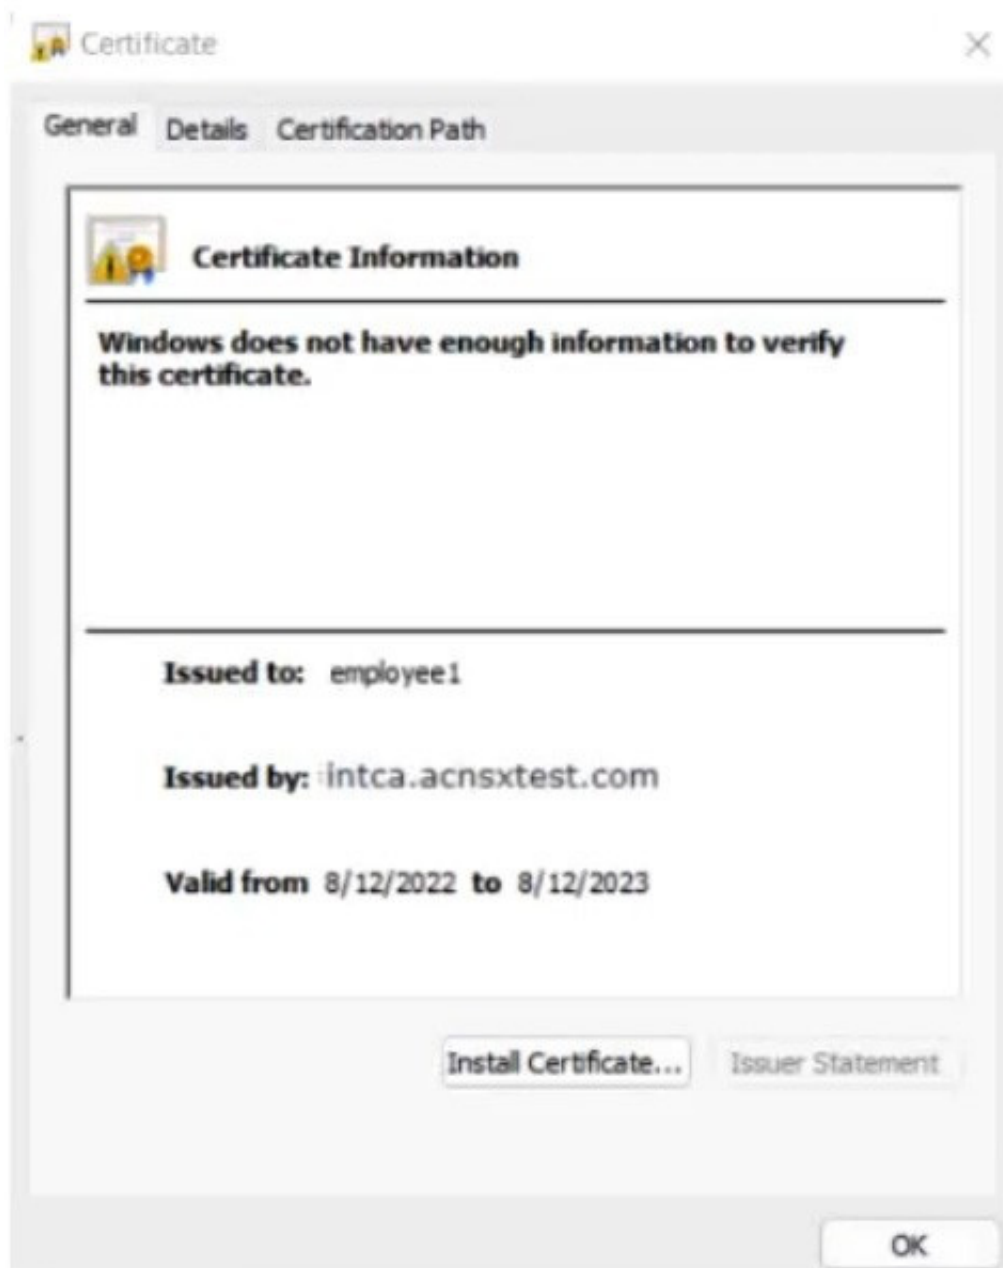 Certificate
General Details Certification Path
Certificate Information
Windows does not have enough information to verify
this certificate.
Issued to: employee1
Issued by: intca.acnsxtest.com
Valid from 8/12/2022 to 8/12/2023
Install Certificate... Issuer Statement
OK